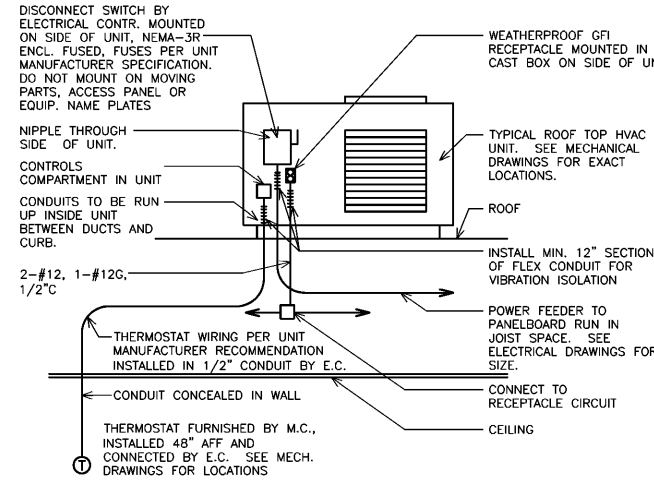 DISCONNECT SWITCH BY
ELECTRICAL CONTR. MOUNTED
ON SIDE OF UNIT, NEMA-3R
ENCL. FUSED, FUSES PER UNIT
MANUFACTURER SPECIFICATION.
DO NOT MOUNT ON MOVING
PARTS, ACCESS PANEL OR
EQUIP. NAME PLATES
NIPPLE THROUGH
SIDE OF UNIT.
CONTROLS
COMPARTMENT IN UNIT
CONDUITS TO BE RUN
UP INSIDE UNIT
BETWEEN DUCTS AND
CURB.
2-#12, 1-#12G,
1/2"C
THERMOSTAT WIRING PER UNIT
MANUFACTURER RECOMMENDATION
INSTALLED IN 1/2" CONDUIT BY E.C.
CONDUIT CONCEALED IN WALL
THERMOSTAT FURNISHED BY M.C.,
INSTALLED 48" AFF AND
CONNECTED BY E.C. SEE MECH.
DRAWINGS FOR LOCATIONS
T
WEATHERPROOF GFI
RECEPTACLE MOUNTED IN
CAST BOX ON SIDE OF
TYPICAL ROOF TOP HVAC
UNIT. SEE MECHANICAL
DRAWINGS FOR EXACT
LOCATIONS.
ROOF
INSTALL MIN. 12" SECTION
OF FLEX CONDUIT FOR
VIBRATION ISOLATION
POWER FEEDER TO
PANELBOARD RUN IN
JOIST SPACE. SEE
ELECTRICAL DRAWINGS FOR
SIZE.
CONNECT TO
RECEPTACLE CIRCUIT
CEILING